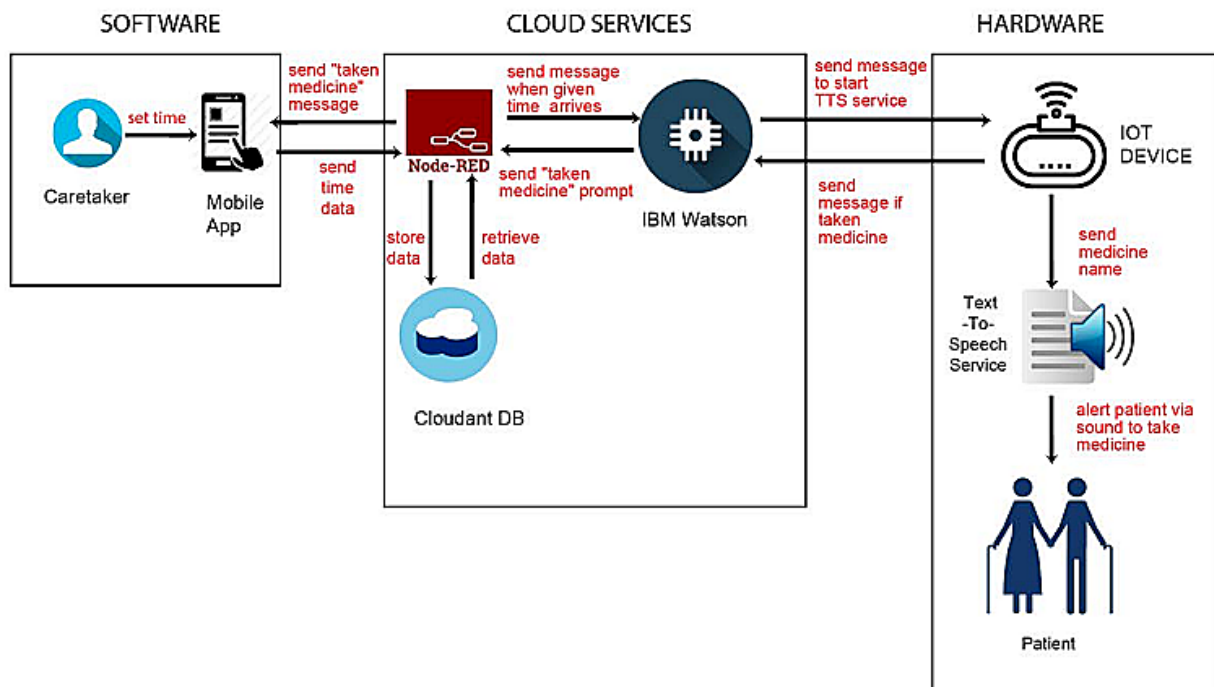 SOFTWARE
CLOUD SERVICES
HARDWARE
send "taken
medicine"
message
set time
Caretaker
Mobile
App
send
time
data
Node-RED
send message
when given
time arrives
send "taken
medicine" prompt
IBM Watson
store
data
retrieve
data
Cloudant DB
send message
to start
TTS service
send
message if
taken
medicine
IOT
DEVICE
send
medicine
name
Text
-To-
Speech
Service
alert patient via
sound to take
medicine
Patient